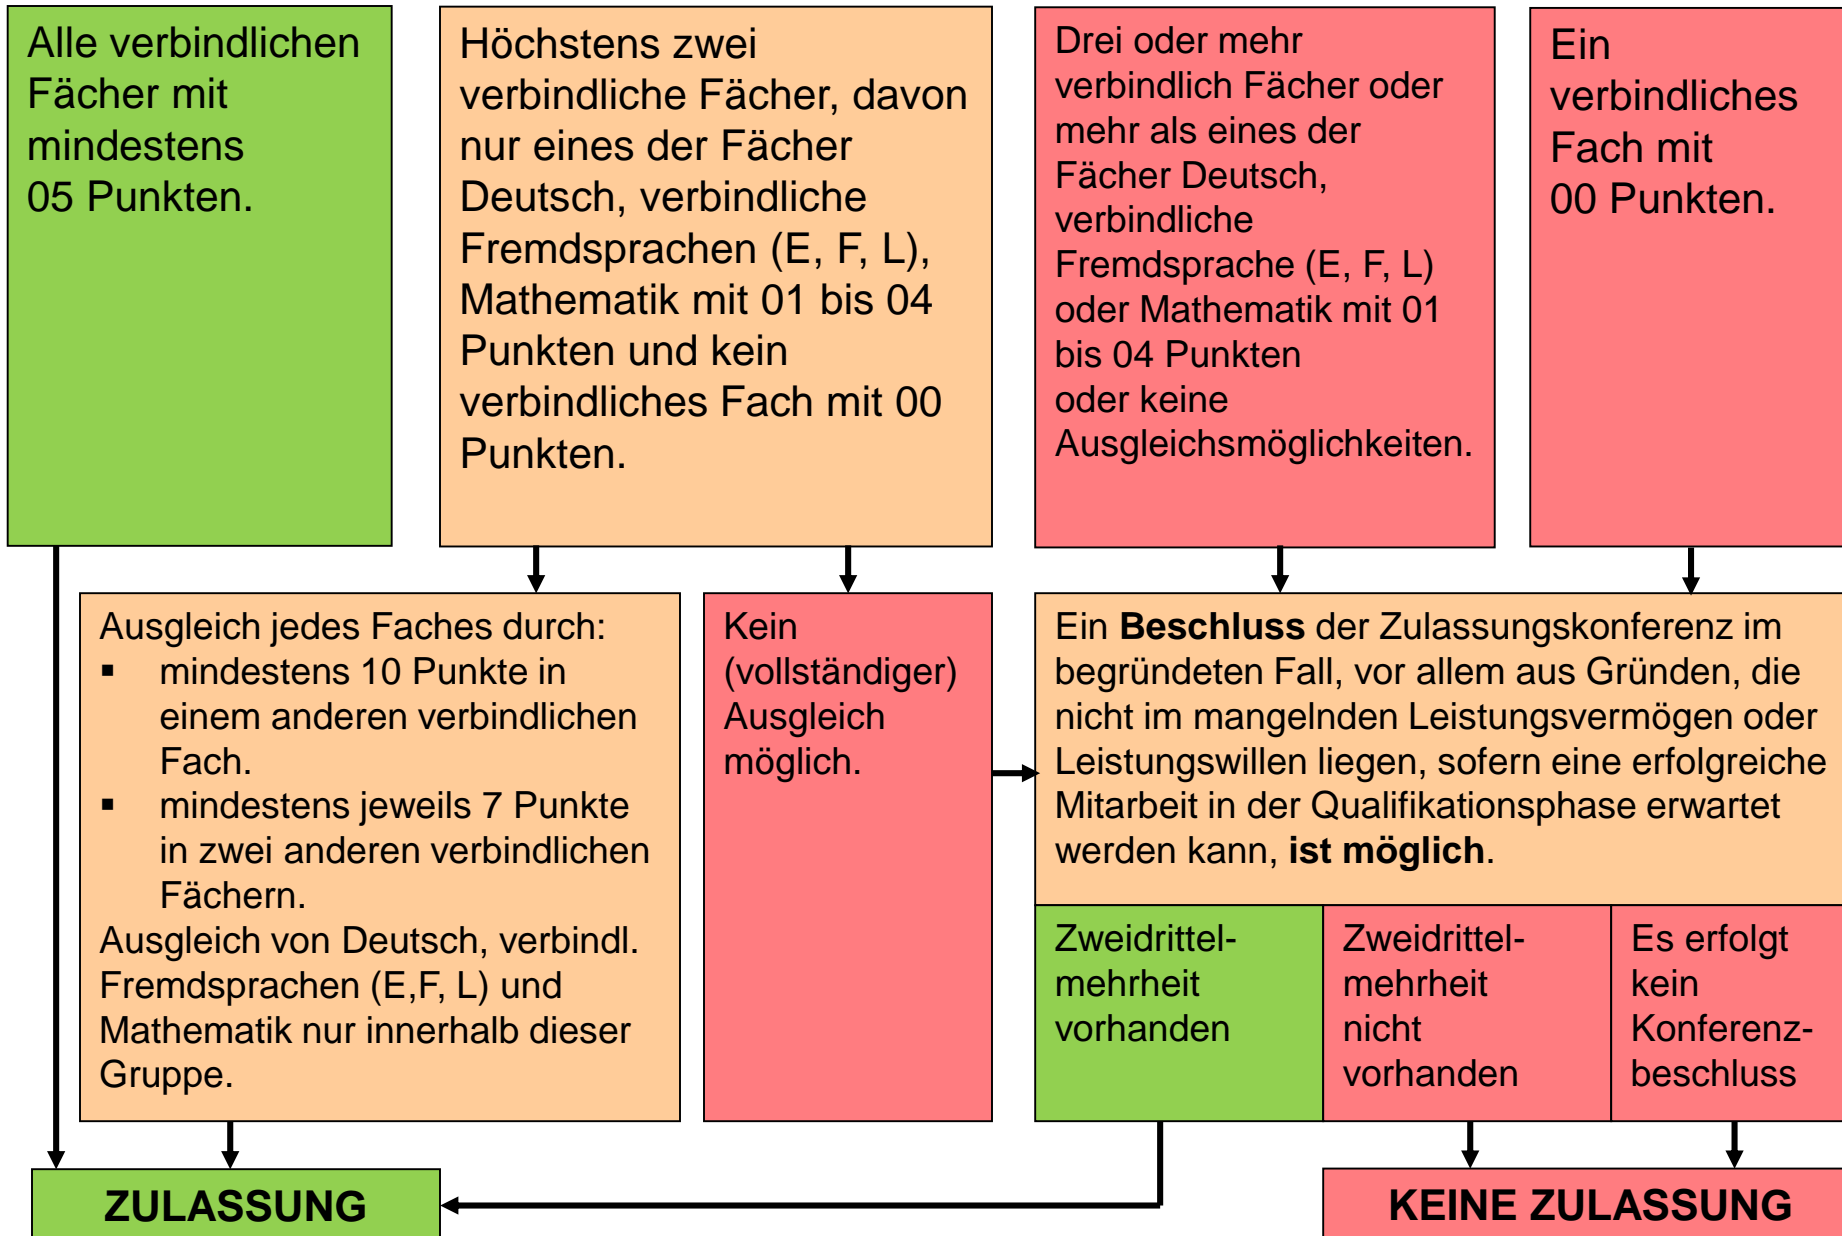 Alle verbindlichen
Fächer mit
mindestens
05 Punkten.
Höchstens zwei
verbindliche Fächer, davon
nur eines der Fächer
Deutsch, verbindliche
Fremdsprachen (E, F, L),
Mathematik mit 01 bis 04
Punkten und kein
verbindliches Fach mit 00
Punkten.
Drei oder mehr
verbindlich Fächer oder
mehr als eines der
Fächer Deutsch,
verbindliche
Fremdsprache (E, F, L)
oder Mathematik mit 01
bis 04 Punkten
oder keine
Ausgleichsmöglichkeiten.
Ein
verbindliches
Fach mit
00 Punkten.
Ausgleich jedes Faches durch:
▪ mindestens 10 Punkte in
einem anderen verbindlichen
Fach.
▪ mindestens jeweils 7 Punkte
in zwei anderen verbindlichen
Fächern.
Ausgleich von Deutsch, verbindl.
Fremdsprachen (E,F, L) und
Mathematik nur innerhalb dieser
Gruppe.
Kein
(vollständiger)
Ausgleich
möglich.
Ein Beschluss der Zulassungskonferenz im
begründeten Fall, vor allem aus Gründen, die
nicht im mangelnden Leistungsvermögen oder
Leistungswillen liegen, sofern eine erfolgreiche
Mitarbeit in der Qualifikationsphase erwartet
werden kann, ist möglich.
Zweidrittel-
mehrheit
vorhanden
Zweidrittel-
mehrheit
nicht
vorhanden
Es erfolgt
kein
Konferenz-
beschluss
ZULASSUNG
KEINE ZULASSUNG